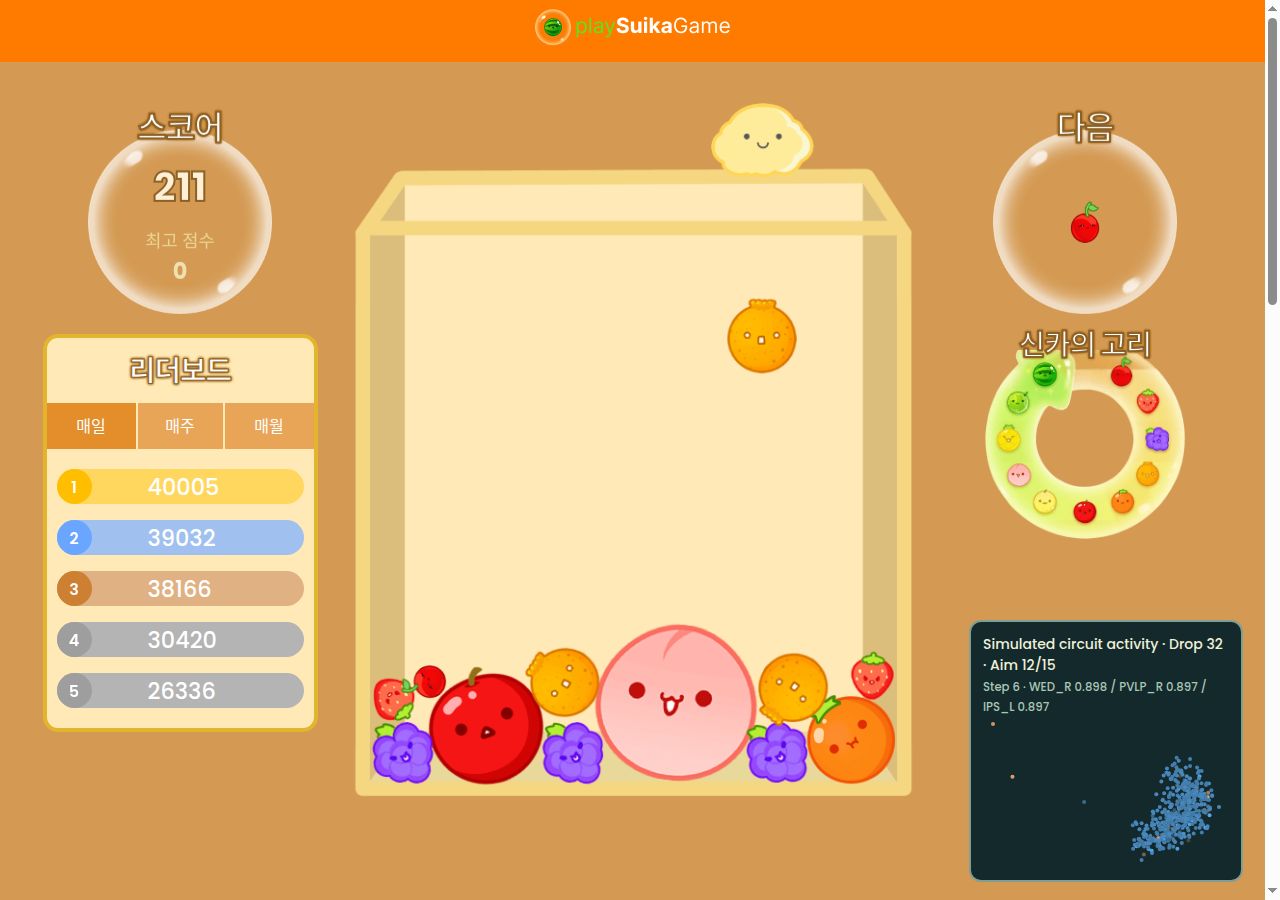 playSuikaGame
스코어
211
최고 점수
0
리더보드
매일 매주 매월
1 40005
2 39032
3 38166
4 30420
5 26336
다음
신카의 고리
Simulated circuit activity · Drop 32
· Aim 12/15
Step 6 · WED_R 0.898 / PVLP_R 0.897 /
IPS_L 0.897